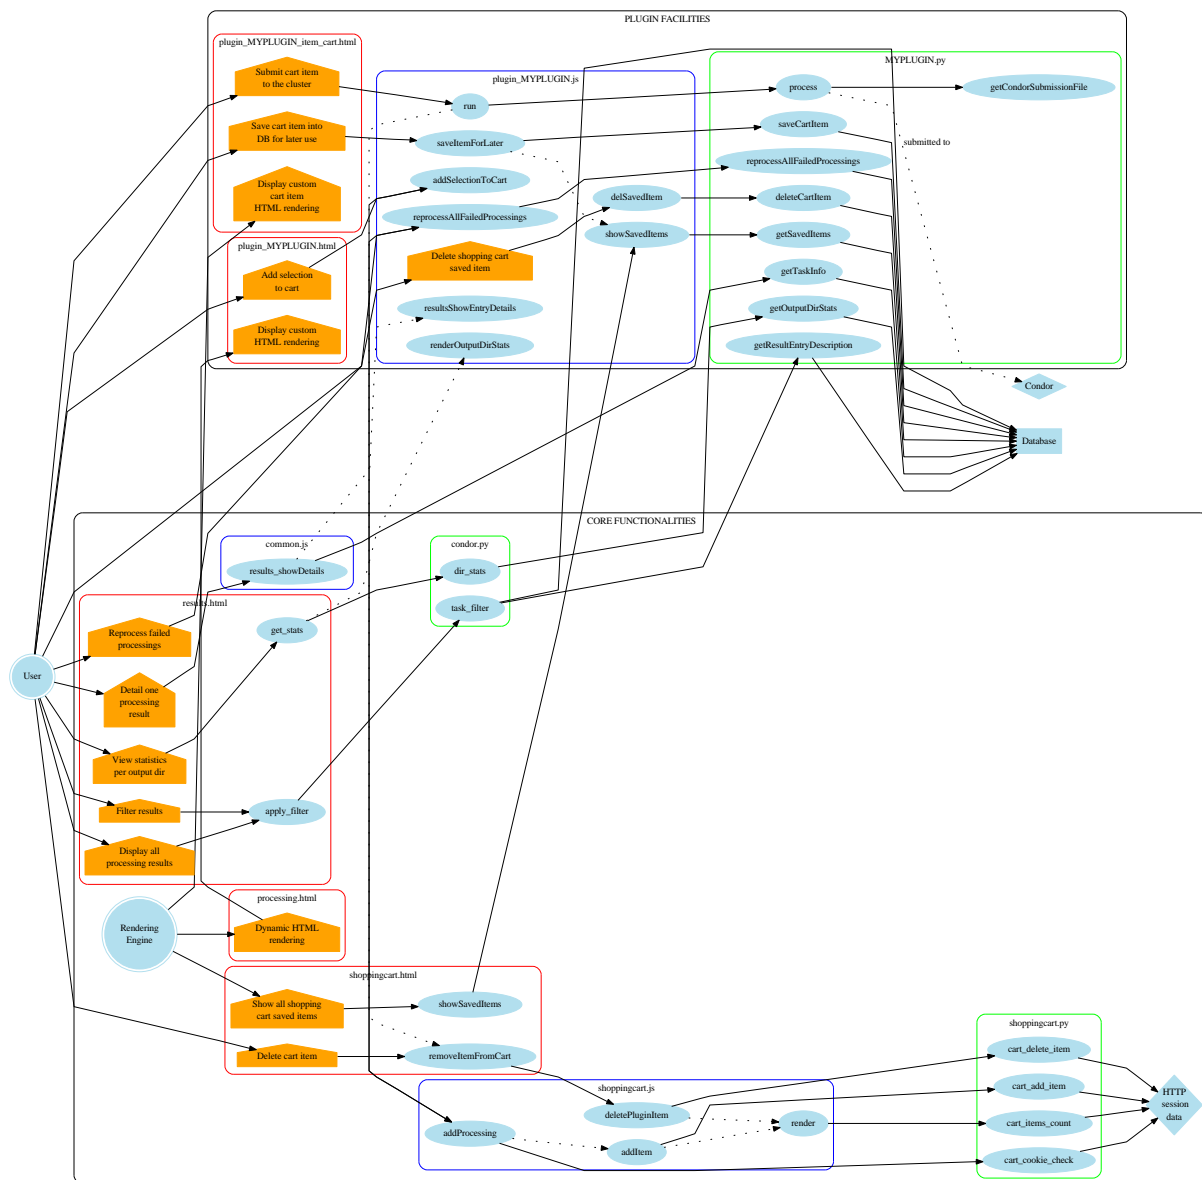 PLUGIN FACILITIES
plugin_MYPLUGIN_item_cart.html
Submit cart item
to the cluster
Save cart item into
DB for later use
Display custom
cart item
HTML rendering
plugin_MYPLUGIN.html
Add selection
to cart
Display custom
HTML rendering
plugin_MYPLUGIN.js
run
saveItemForLater
addSelectionToCart
reprocessAllFailedProcessings
Delete shopping cart
saved item
resultsShowEntryDetails
renderOutputDirStats
delSavedItem
showSavedItems
MYPLUGIN.py
process
getCondorSubmissionFile
saveCartItem
submitted to
reprocessAllFailedProcessings
deleteCartItem
getSavedItems
getTaskInfo
getOutputDirStats
getResultEntryDescription
Condor
Database
CORE FUNCTIONALITIES
common.js
results_showDetails
condor.py
dir_stats
task_filter
results.html
Reprocess failed
processings
get_stats
User
Detail one
processing
result
View statistics
per output dir
Filter results
apply_filter
Display all
processing results
processing.html
Rendering
Engine
Dynamic HTML
rendering
shoppingcart.html
Show all shopping
cart saved items
showSavedItems
Delete cart item
removeItemFromCart
shoppingcart.js
deletePluginItem
addProcessing
addItem
render
shoppingcart.py
cart_delete_item
cart_add_item
cart_items_count
cart_cookie_check
HTTP
session
data